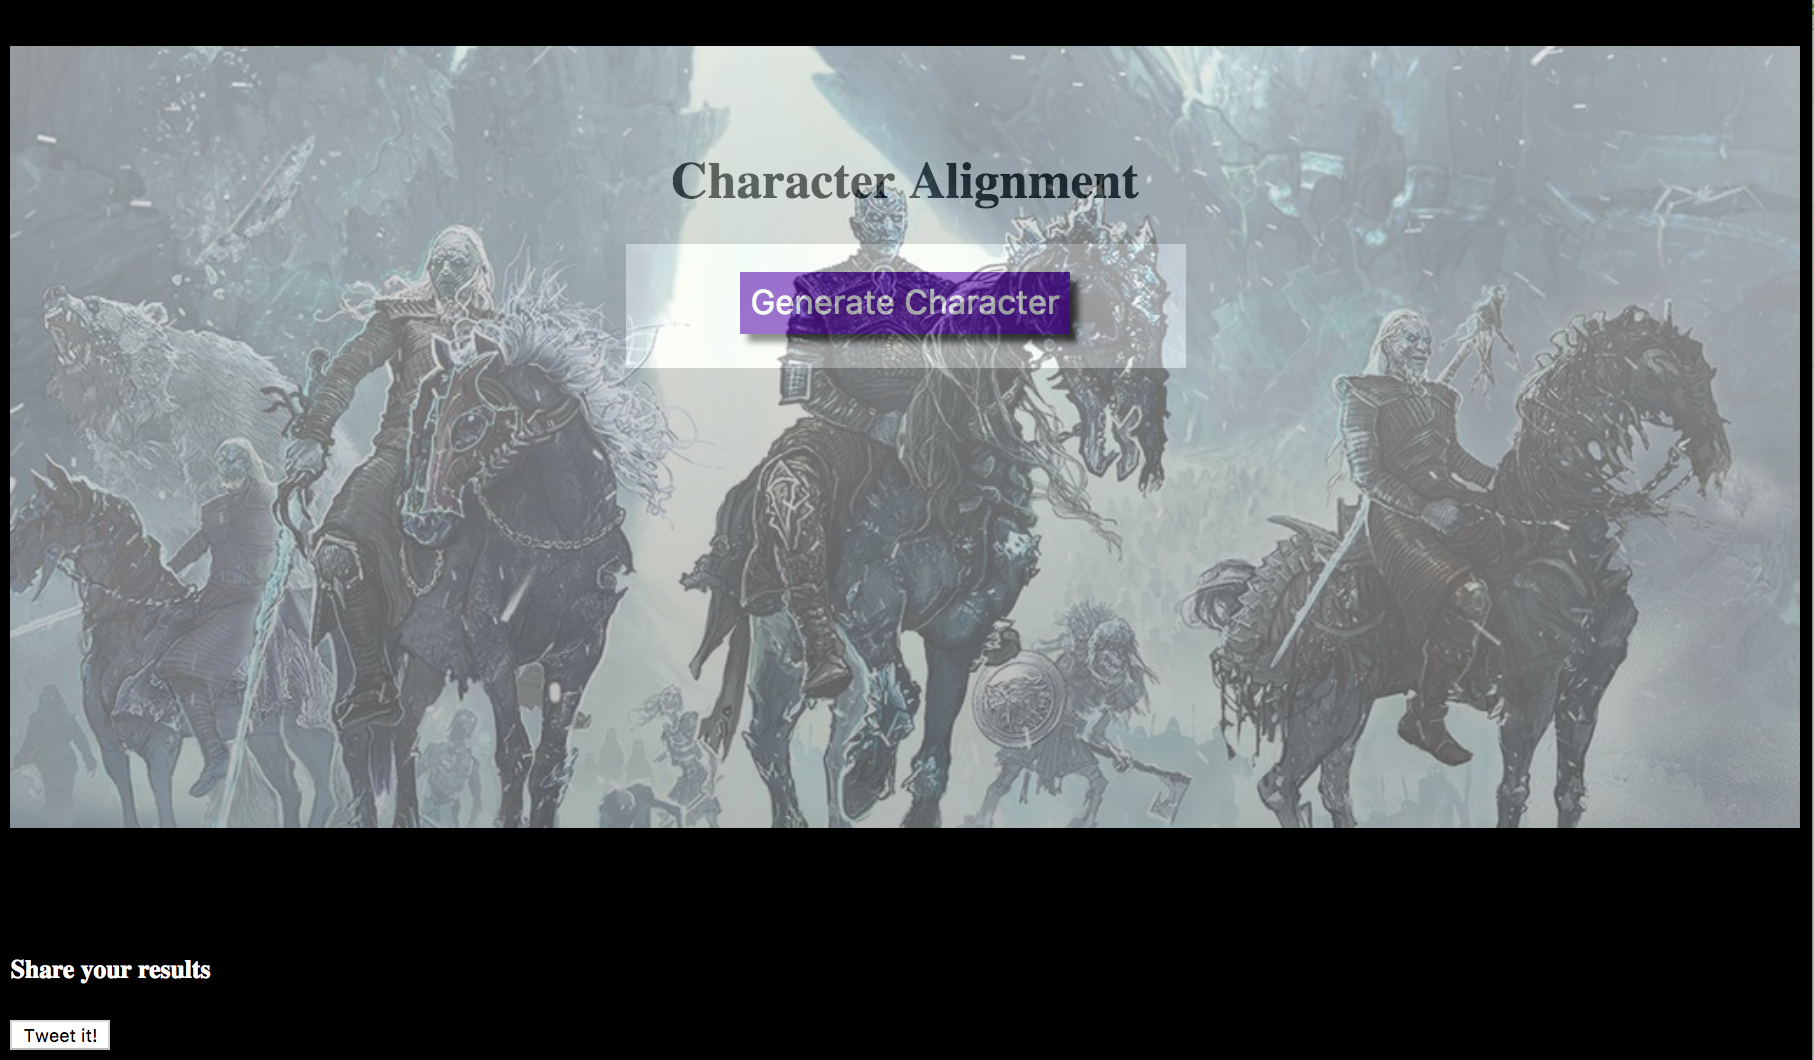 Character Alignment
Generate Character
Share your results
Tweet it!